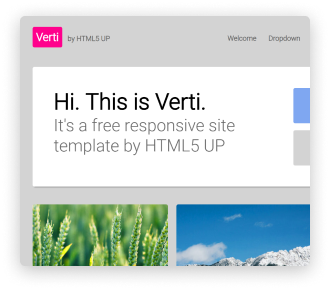 Verti by HTML5 UP
Welcome Dropdown
Hi. This is Verti.
It's a free responsive site
template by HTML5 UP